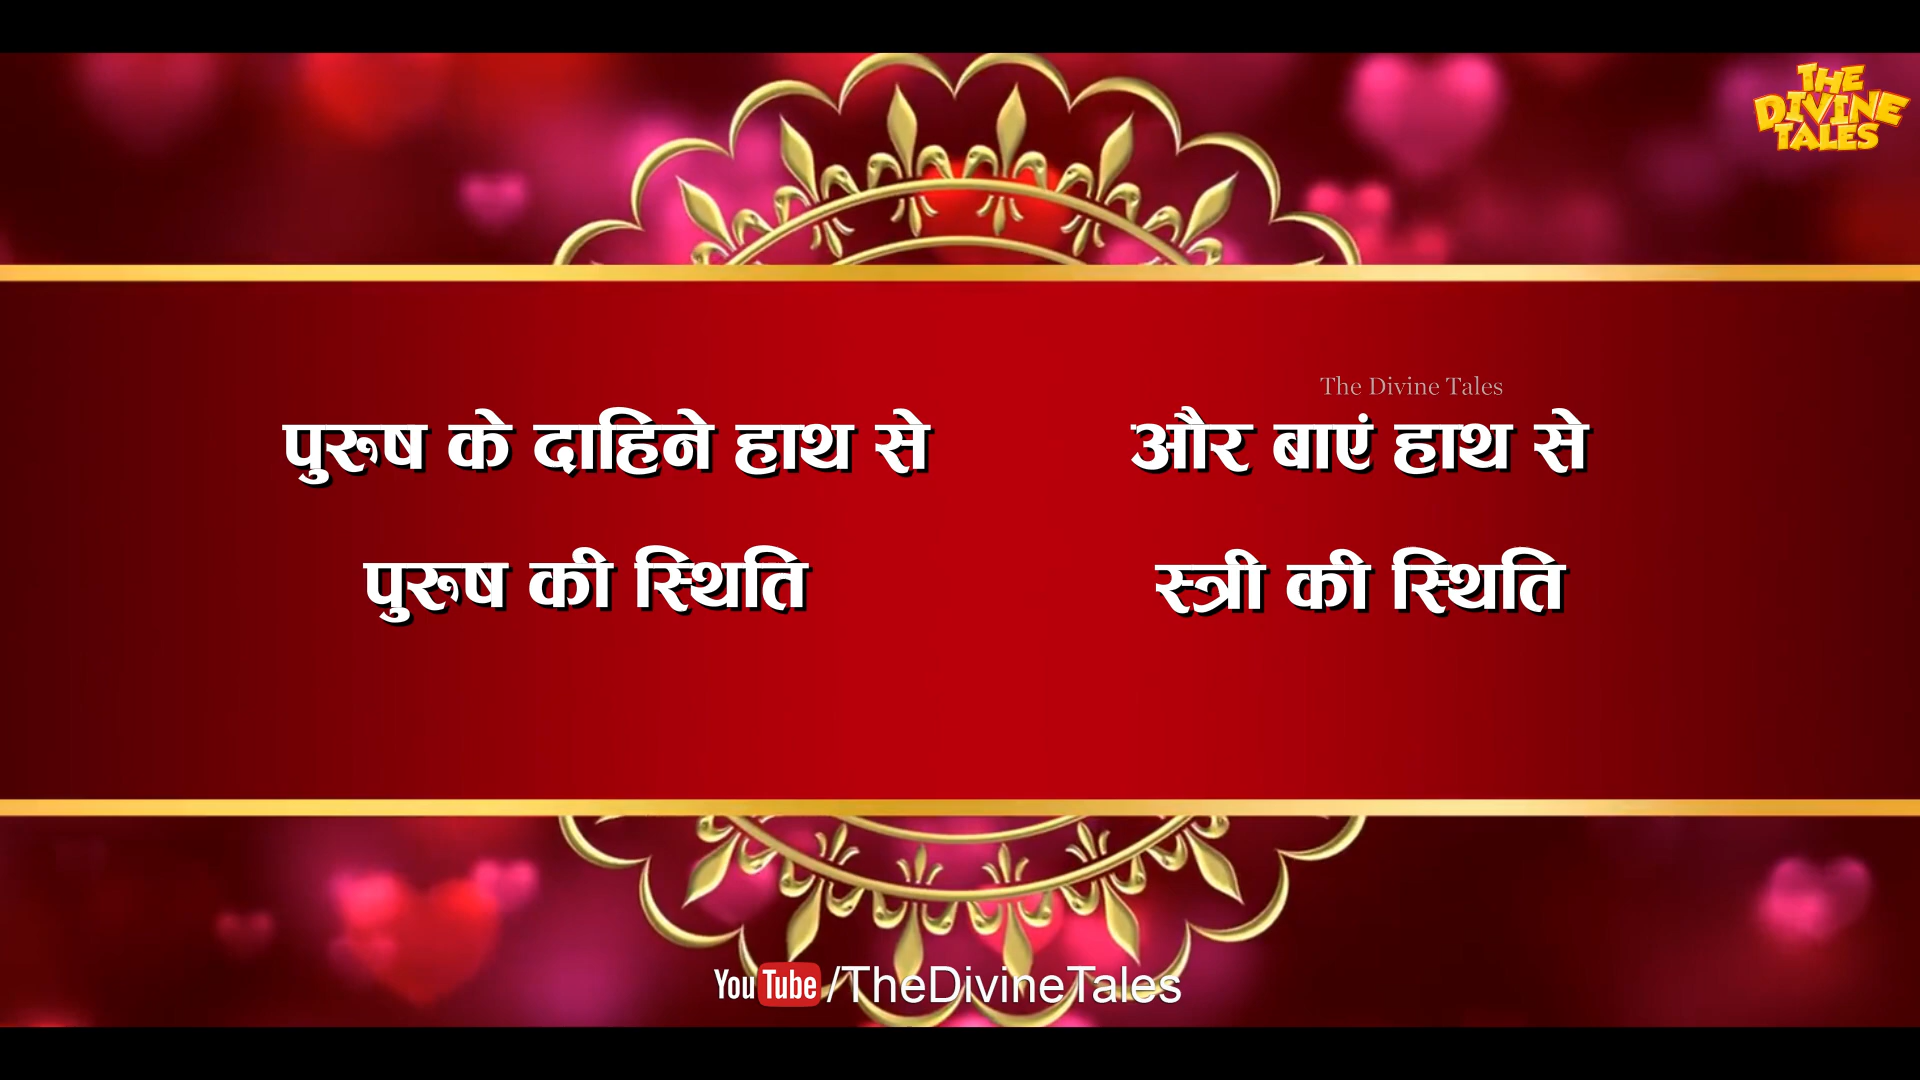 THE
DIVINE
TALES
The Divine Tales
पुरूष के दाहिने हाथ से
पुरूष की स्थिति
और बाएं हाथ से
स्त्री की स्थिति
YouTube/TheDivineTales